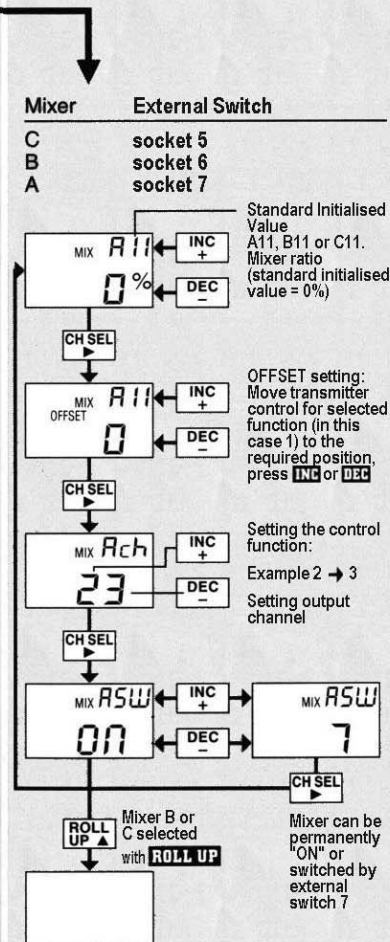 Mixer External Switch
C socket 5
B socket 6
A socket 7
Standard Initialised
Value
A11, B11 or C11.
Mixer ratio
(standard initialised
value = 0%)
MIX A11
0%
INC
+
DEC
−
CH SEL
▶
OFFSET setting:
Move transmitter
control for selected
function (in this
case 1) to the
required position,
press INC or DEC
MIX A11
OFFSET
0
INC
+
DEC
−
CH SEL
▶
Setting the control
function:
Example 2 → 3
Setting output
channel
MIX Ach
23
INC
+
DEC
−
CH SEL
▶
MIX ASW
ON
INC
+
DEC
−
MIX ASW
7
CH SEL
▶
ROLL
UP ▲
Mixer B or
C selected
with ROLL UP
Mixer can be
permanently
"ON" or
switched by
external
switch 7